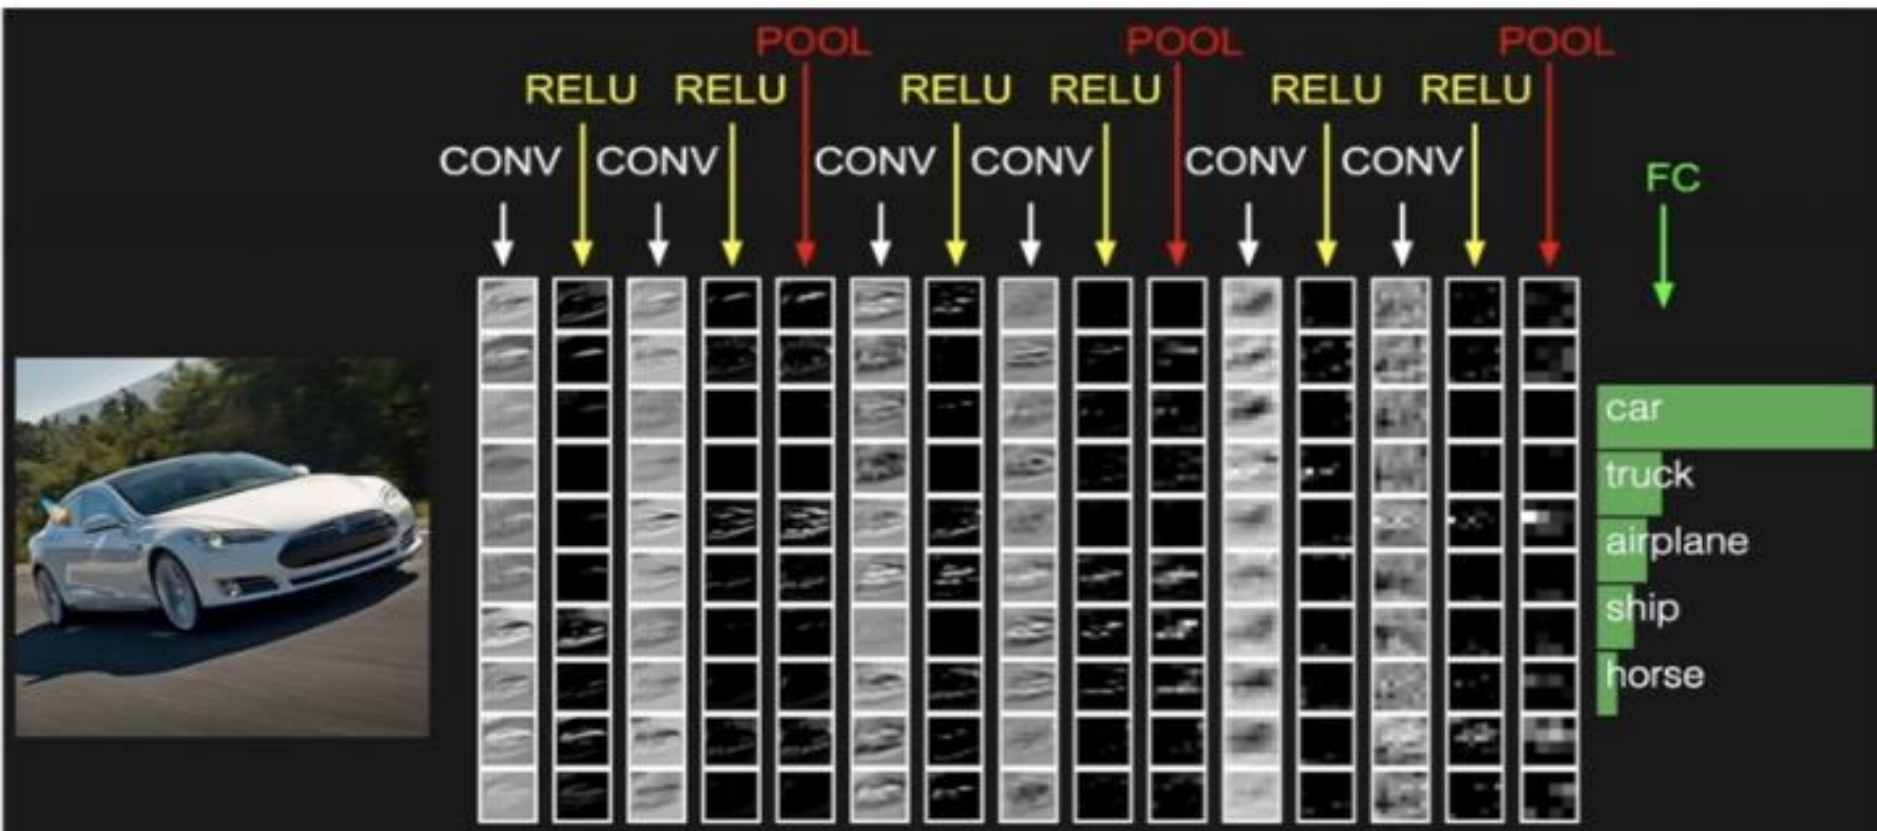 POOL POOL POOL
RELU RELU RELU RELU RELU RELU
CONV CONV CONV CONV CONV CONV
FC
car
truck
airplane
ship
horse